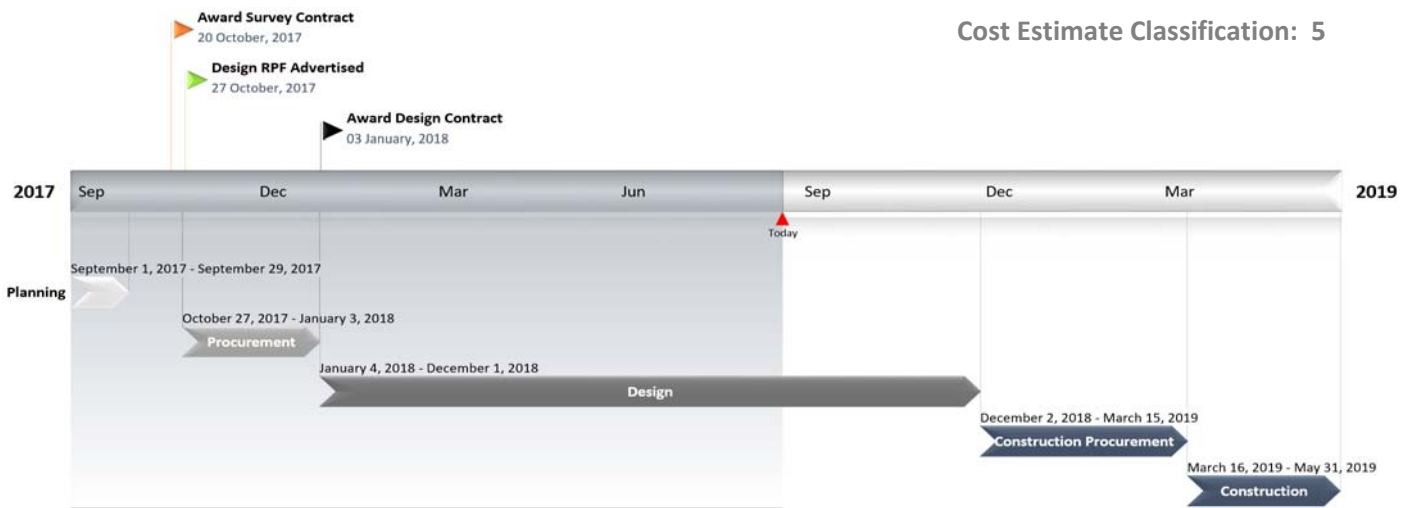 Cost Estimate Classification: 5
Award Survey Contract
20 October, 2017
Design RPF Advertised
27 October, 2017
Award Design Contract
03 January, 2018
2017 Sep Dec Mar Jun Sep Dec Mar 2019
Today
September 1, 2017 - September 29, 2017
Planning
October 27, 2017 - January 3, 2018
Procurement
January 4, 2018 - December 1, 2018
Design
December 2, 2018 - March 15, 2019
Construction Procurement
March 16, 2019 - May 31, 2019
Construction